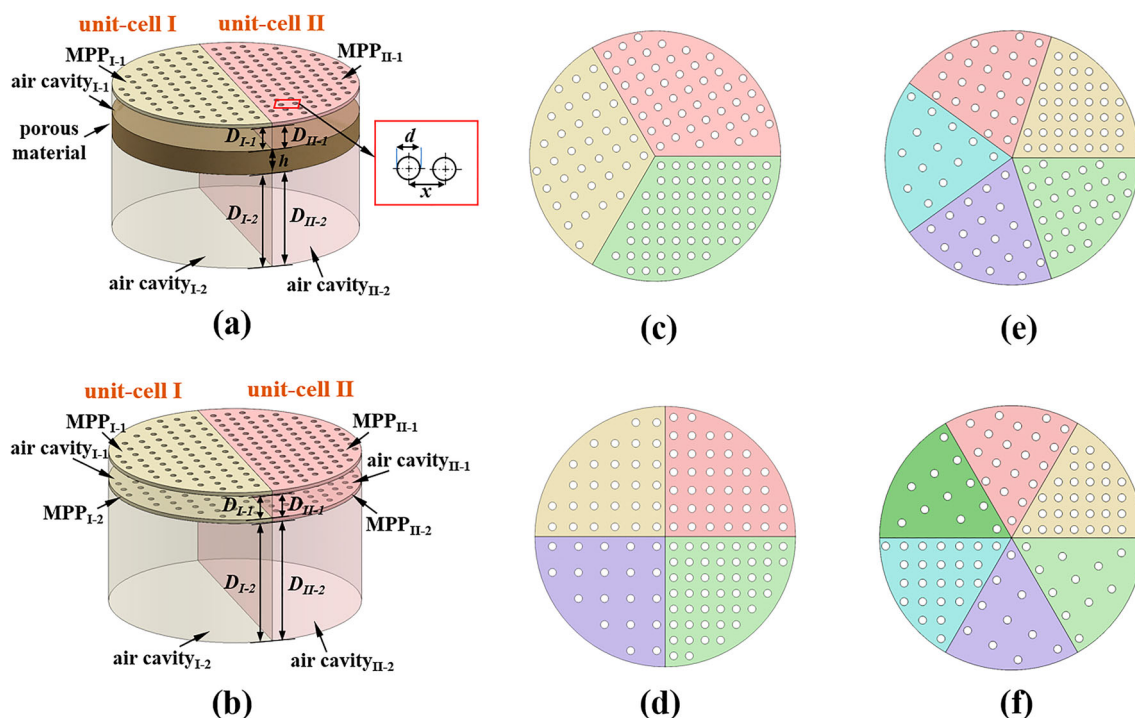 unit-cell I unit-cell II
MPP_I-1
MPP_II-1
air cavity_I-1
porous
material
D_I-1
D_II-1
h
D_I-2
D_II-2
d
x
air cavity_I-2
air cavity_II-2
(a)
(c)
(e)
unit-cell I unit-cell II
MPP_I-1
MPP_II-1
air cavity_I-1
air cavity_II-1
D_I-1
D_II-1
MPP_I-2
MPP_II-2
D_I-2
D_II-2
air cavity_I-2
air cavity_II-2
(b)
(d)
(f)